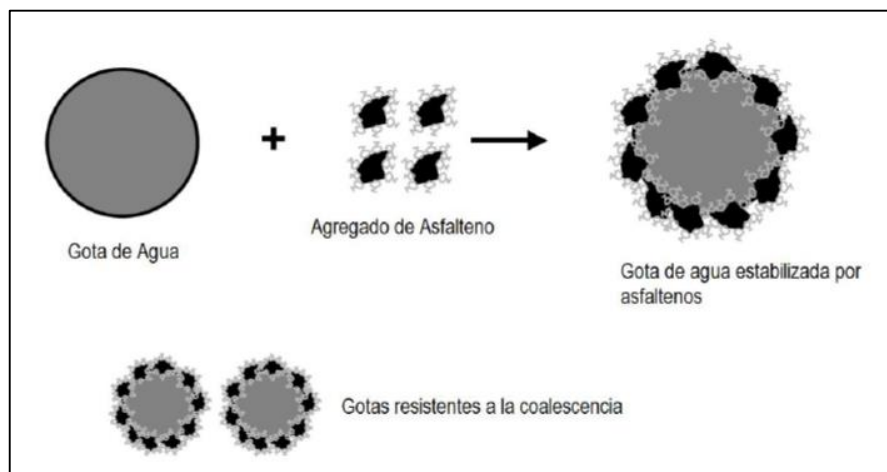 +
Gota de Agua
Agregado de Asfalteno
Gota de agua estabilizada por
asfaltenos
Gotas resistentes a la coalescencia